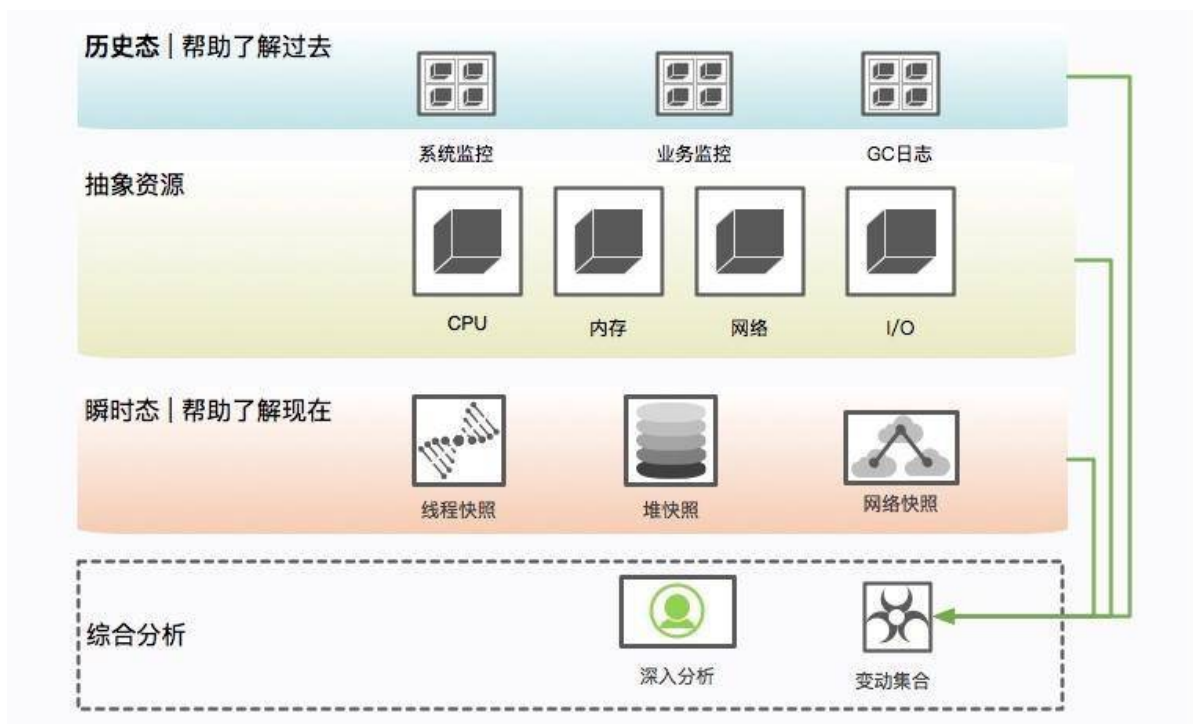 历史态 | 帮助了解过去
系统监控
业务监控
GC日志
抽象资源
CPU
内存
网络
I/O
瞬时态 | 帮助了解现在
线程快照
堆快照
网络快照
综合分析
深入分析
变动集合